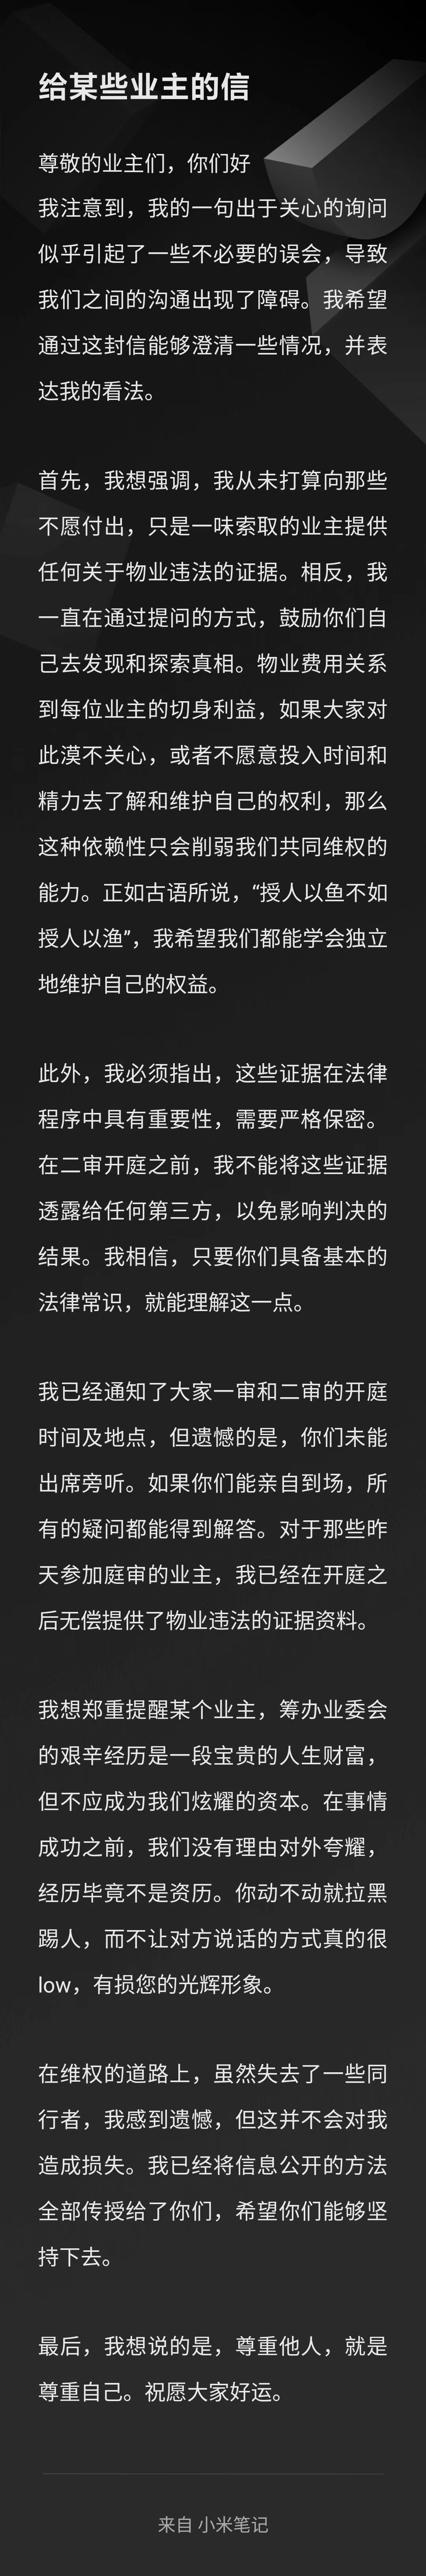 给某些业主的信
尊敬的业主们，你们好
我注意到，我的一句出于关心的询问
似乎引起了一些不必要的误会，导致
我们之间的沟通出现了障碍。我希望
通过这封信能够澄清一些情况，并表
达我的看法。
首先，我想强调，我从未打算向那些
不愿付出，只是一味索取的业主提供
任何关于物业违法的证据。相反，我
一直在通过提问的方式，鼓励你们自
己去发现和探索真相。物业费用关系
到每位业主的切身利益，如果大家对
此漠不关心，或者不愿意投入时间和
精力去了解和维护自己的权利，那么
这种依赖性只会削弱我们共同维权的
能力。正如古语所说，“授人以鱼不如
授人以渔”，我希望我们都能学会独立
地维护自己的权益。
此外，我必须指出，这些证据在法律
程序中具有重要性，需要严格保密。
在二审开庭之前，我不能将这些证据
透露给任何第三方，以免影响判决的
结果。我相信，只要你们具备基本的
法律常识，就能理解这一点。
我已经通知了大家一审和二审的开庭
时间及地点，但遗憾的是，你们未能
出席旁听。如果你们能亲自到场，所
有的疑问都能得到解答。对于那些昨
天参加庭审的业主，我已经在开庭之
后无偿提供了物业违法的证据资料。
我想郑重提醒某个业主，筹办业委会
的艰辛经历是一段宝贵的人生财富，
但不应成为我们炫耀的资本。在事情
成功之前，我们没有理由对外夸耀，
经历毕竟不是资历。你动不动就拉黑
踢人，而不让对方说话的方式真的很
low，有损您的光辉形象。
在维权的道路上，虽然失去了一些同
行者，我感到遗憾，但这并不会对我
造成损失。我已经将信息公开的方法
全部传授给了你们，希望你们能够坚
持下去。
最后，我想说的是，尊重他人，就是
尊重自己。祝愿大家好运。
来自 小米笔记